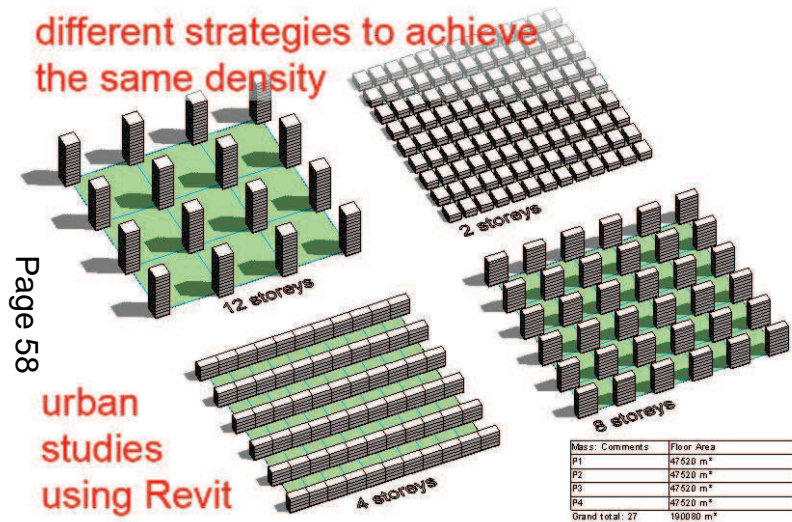 different strategies to achieve
the same density
2 storeys
12 storeys
Page 58
8 storeys
4 storeys
urban
studies
using Revit
Mass: Comments Floor Area
P1 47520 m²
P2 47520 m²
P3 47520 m²
P4 47520 m²
Grand total: 27 190080 m²